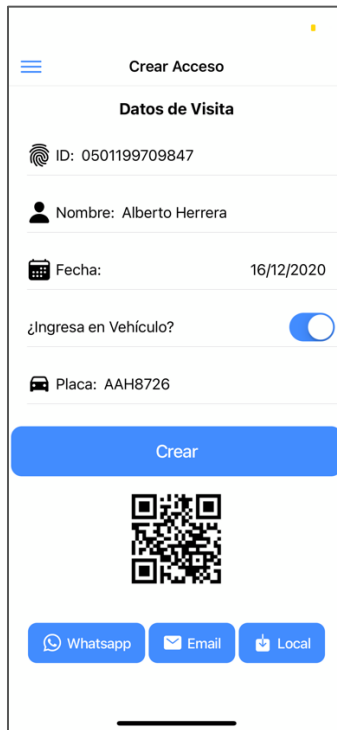 Crear Acceso
Datos de Visita
ID: 0501199709847
Nombre: Alberto Herrera
Fecha: 16/12/2020
¿Ingresa en Vehículo?
Placa: AAH8726
Crear
Whatsapp Email Local